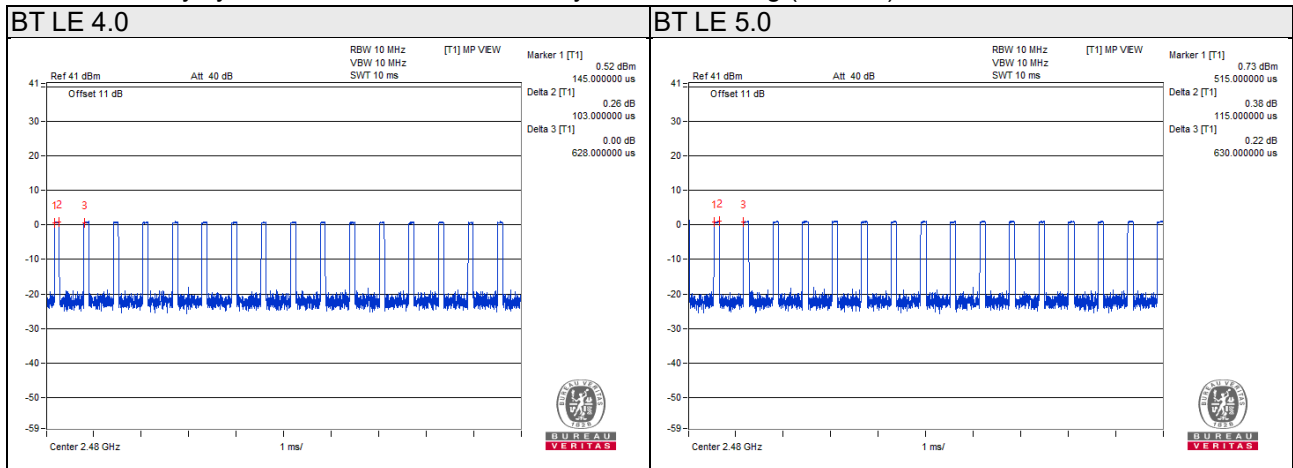 BT LE 4.0
RBW 10 MHz [T1] MP VIEW
VBW 10 MHz
Ref 41 dBm Att 40 dB SWT 10 ms
Marker 1 [T1]
0.52 dBm
145.000000 us
Delta 2 [T1]
0.26 dB
103.000000 us
Delta 3 [T1]
0.00 dB
628.000000 us
41
Offset 11 dB
30
20
10
12 3
0
-10
-20
-30
-40
-50
-59
Center 2.48 GHz 1 ms/
BUREAU VERITAS
1828
BUREAU
VERITAS
BT LE 5.0
RBW 10 MHz [T1] MP VIEW
VBW 10 MHz
Ref 41 dBm Att 40 dB SWT 10 ms
Marker 1 [T1]
0.73 dBm
515.000000 us
Delta 2 [T1]
0.38 dB
115.000000 us
Delta 3 [T1]
0.22 dB
630.000000 us
41
Offset 11 dB
30
20
10
12 3
0
-10
-20
-30
-40
-50
-59
Center 2.48 GHz 1 ms/
BUREAU VERITAS
1828
BUREAU
VERITAS